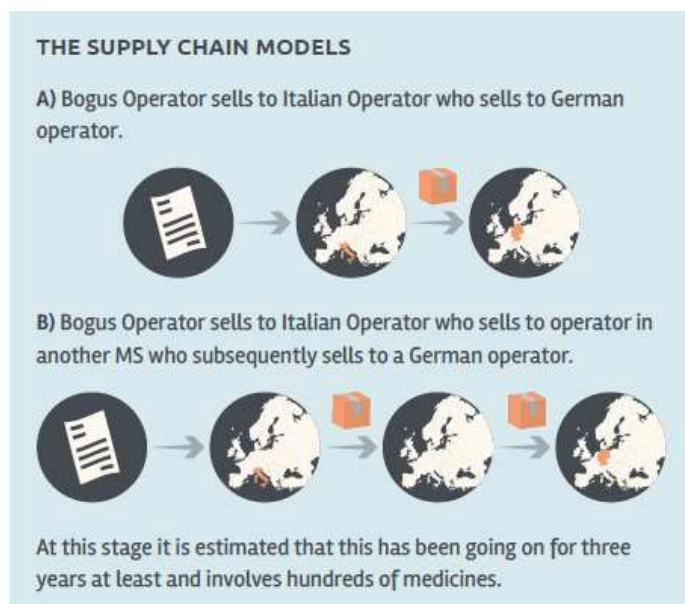 THE SUPPLY CHAIN MODELS
A) Bogus Operator sells to Italian Operator who sells to German
operator.
B) Bogus Operator sells to Italian Operator who sells to operator in
another MS who subsequently sells to a German operator.
At this stage it is estimated that this has been going on for three
years at least and involves hundreds of medicines.